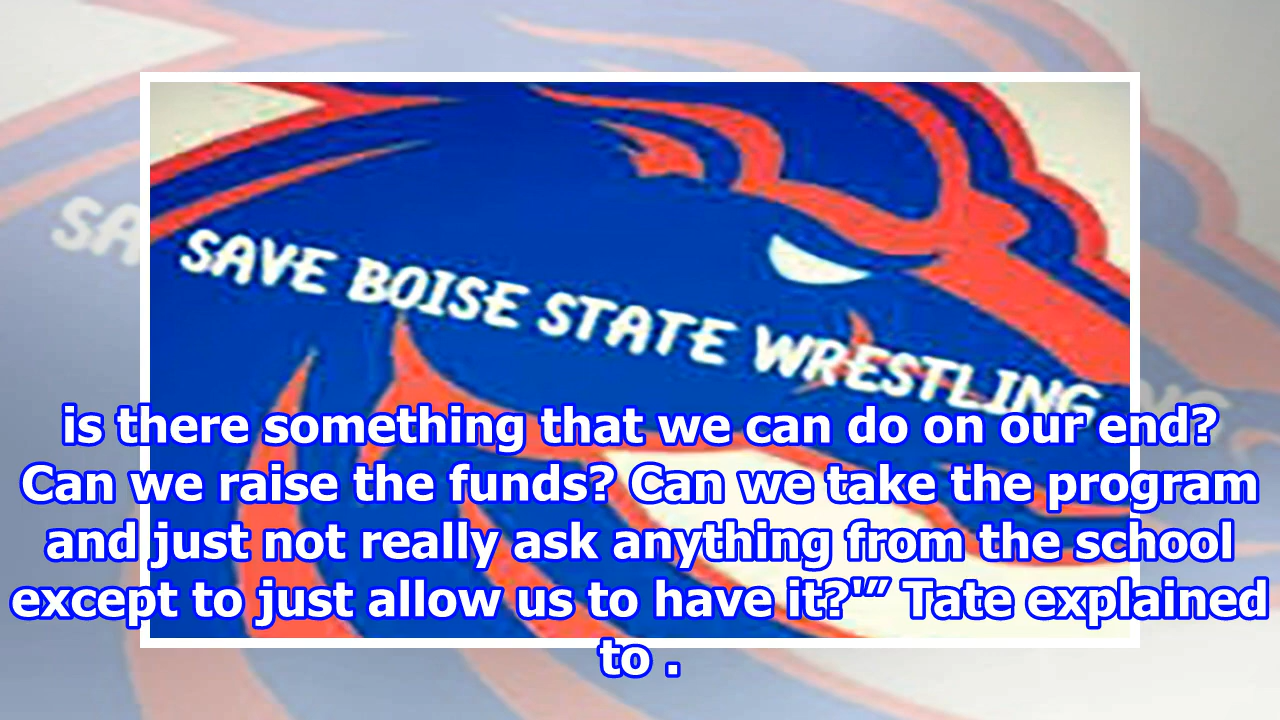 SAVE BOISE STATE WRESTLING
is there something that we can do on our end?
Can we raise the funds? Can we take the program
and just not really ask anything from the school
except to just allow us to have it?'” Tate explained
to .
SA